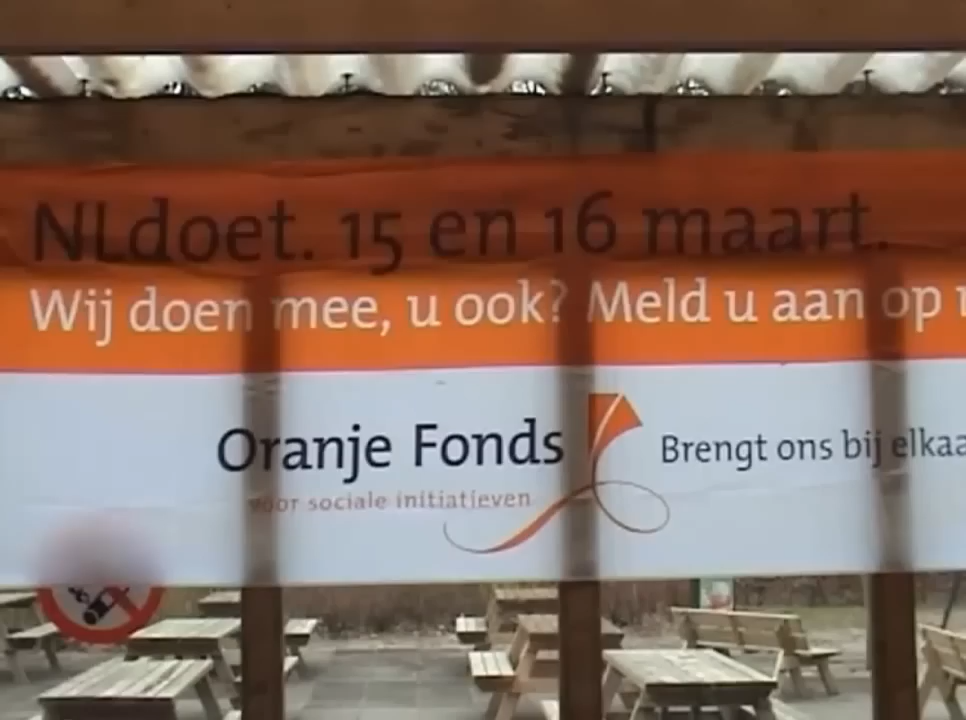 NLdoet. 15 en 16 maart.
Wij doen mee, u ook? Meld u aan op
Oranje Fonds
voor sociale initiatieven
Brengt ons bij